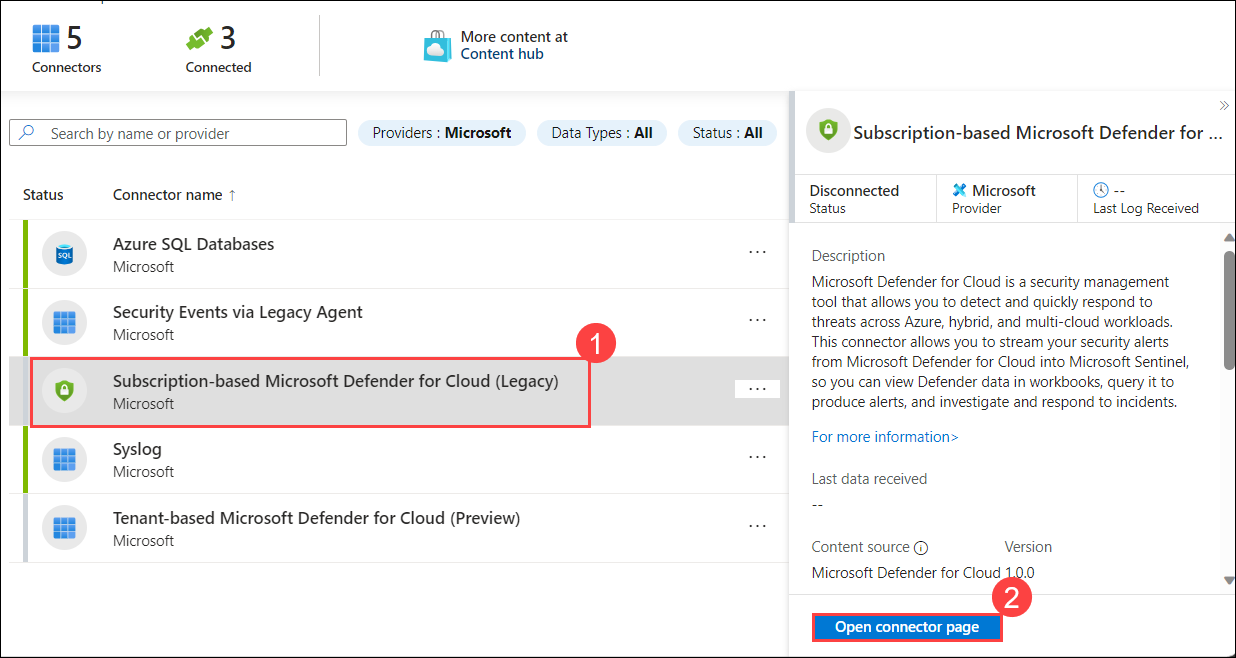 5
Connectors
3
Connected
More content at
Content hub
Search by name or provider
Providers : Microsoft
Data Types : All
Status : All
Status
Connector name ↑
Azure SQL Databases
Microsoft
...
Security Events via Legacy Agent
Microsoft
...
1
Subscription-based Microsoft Defender for Cloud (Legacy)
Microsoft
...
Syslog
Microsoft
...
Tenant-based Microsoft Defender for Cloud (Preview)
Microsoft
...
»
Subscription-based Microsoft Defender for ...
Disconnected
Status
Microsoft
Provider
--
Last Log Received
Description
Microsoft Defender for Cloud is a security management
tool that allows you to detect and quickly respond to
threats across Azure, hybrid, and multi-cloud workloads.
This connector allows you to stream your security alerts
from Microsoft Defender for Cloud into Microsoft Sentinel,
so you can view Defender data in workbooks, query it to
produce alerts, and investigate and respond to incidents.
For more information>
Last data received
--
Content source
Version
Microsoft Defender for Cloud 1.0.0
2
Open connector page
SQL